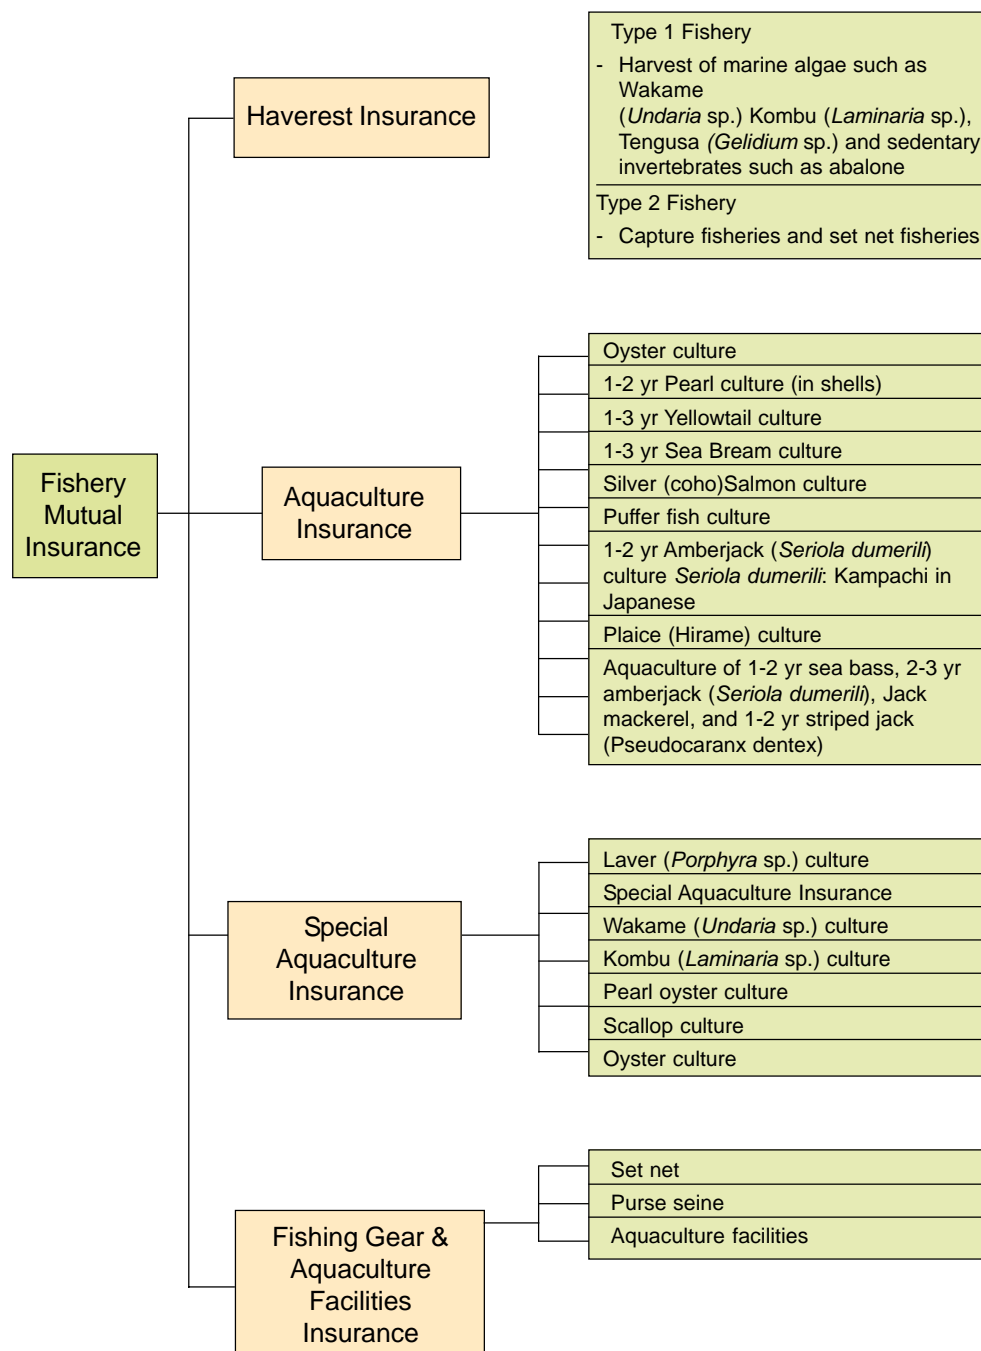 Type 1 Fishery
- Harvest of marine algae such as
Wakame
(Undaria sp.) Kombu (Laminaria sp.),
Tengusa (Gelidium sp.) and sedentary
invertebrates such as abalone
Type 2 Fishery
- Capture fisheries and set net fisheries
Haverest Insurance
Fishery
Mutual
Insurance
Aquaculture
Insurance
Oyster culture
1-2 yr Pearl culture (in shells)
1-3 yr Yellowtail culture
1-3 yr Sea Bream culture
Silver (coho)Salmon culture
Puffer fish culture
1-2 yr Amberjack (Seriola dumerili)
culture Seriola dumerili: Kampachi in
Japanese
Plaice (Hirame) culture
Aquaculture of 1-2 yr sea bass, 2-3 yr
amberjack (Seriola dumerili), Jack
mackerel, and 1-2 yr striped jack
(Pseudocaranx dentex)
Special
Aquaculture
Insurance
Laver (Porphyra sp.) culture
Special Aquaculture Insurance
Wakame (Undaria sp.) culture
Kombu (Laminaria sp.) culture
Pearl oyster culture
Scallop culture
Oyster culture
Fishing Gear &
Aquaculture
Facilities
Insurance
Set net
Purse seine
Aquaculture facilities